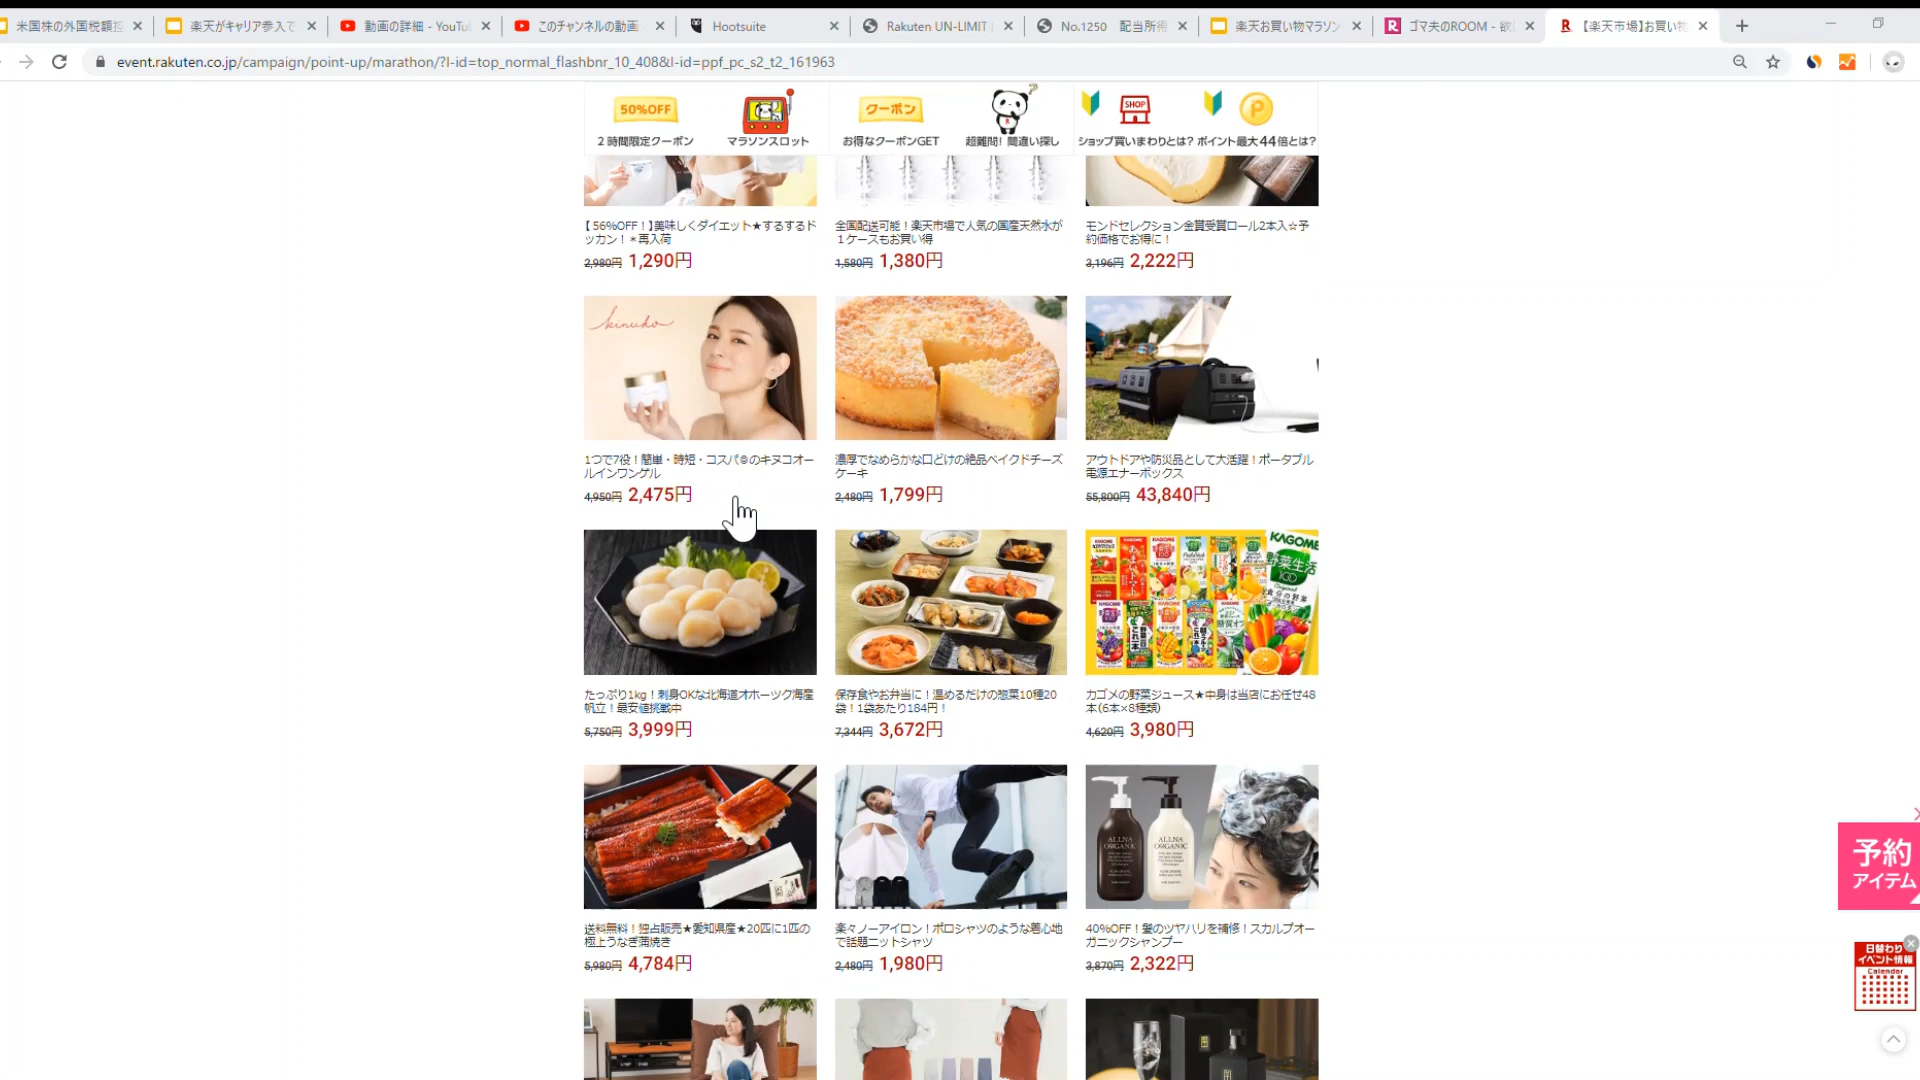 米国株の外国税額控
楽天がキャリア参入で
動画の詳細 - YouTu
このチャンネルの動画
Hootsuite
Rakuten UN-LIMIT
No.1250 配当所得
楽天お買い物マラソン
ゴマ夫のROOM - 欲し
【楽天市場】お買い物
event.rakuten.co.jp/campaign/point-up/marathon/?l-id=top_normal_flashbnr_10_408&l-id=ppf_pc_s2_t2_161963
50%OFF
2時間限定クーポン
マラソンスロット
クーポン
お得なクーポンGET
?
超難問! 間違い探し
SHOP
ショップ買いまわりとは?
P
ポイント最大44倍とは?
【56%OFF!】美味しくダイエット★するするド
ッカン!*再入荷
2,980円 1,290円
全国配送可能!楽天市場で人気の国産天然水が
1ケースもお買い得
1,580円 1,380円
モンドセレクション金賞受賞ロール2本入☆予
約価格でお得に!
3,196円 2,222円
kinuko
1つで7役!簡単・時短・コスパ◎のキヌコオー
ルインワンゲル
4,950円 2,475円
濃厚でなめらかな口どけの絶品ベイクドチーズ
ケーキ
2,480円 1,799円
アウトドアや防災品として大活躍!ポータブル
電源エナーボックス
55,800円 43,840円
KAGOME
野菜生活
100
たっぷり1kg!刺身OKな北海道オホーツク海産
帆立!最安値挑戦中
5,750円 3,999円
保存食やお弁当に!温めるだけの惣菜10種20
袋!1袋あたり184円!
7,344円 3,672円
カゴメの野菜ジュース★中身は当店にお任せ48
本(6本×8種類)
4,620円 3,980円
ALLNA
ORGANIC
ALLNA
ORGANIC
送料無料!独占販売★愛知県産★20匹に1匹の
極上うなぎ蒲焼き
5,980円 4,784円
楽々ノーアイロン!ポロシャツのような着心地
で話題ニットシャツ
2,480円 1,980円
40%OFF!髪のツヤハリを補修!スカルプオー
ガニックシャンプー
3,870円 2,322円
予約
アイテム
日替わり
イベント情報
Calendar